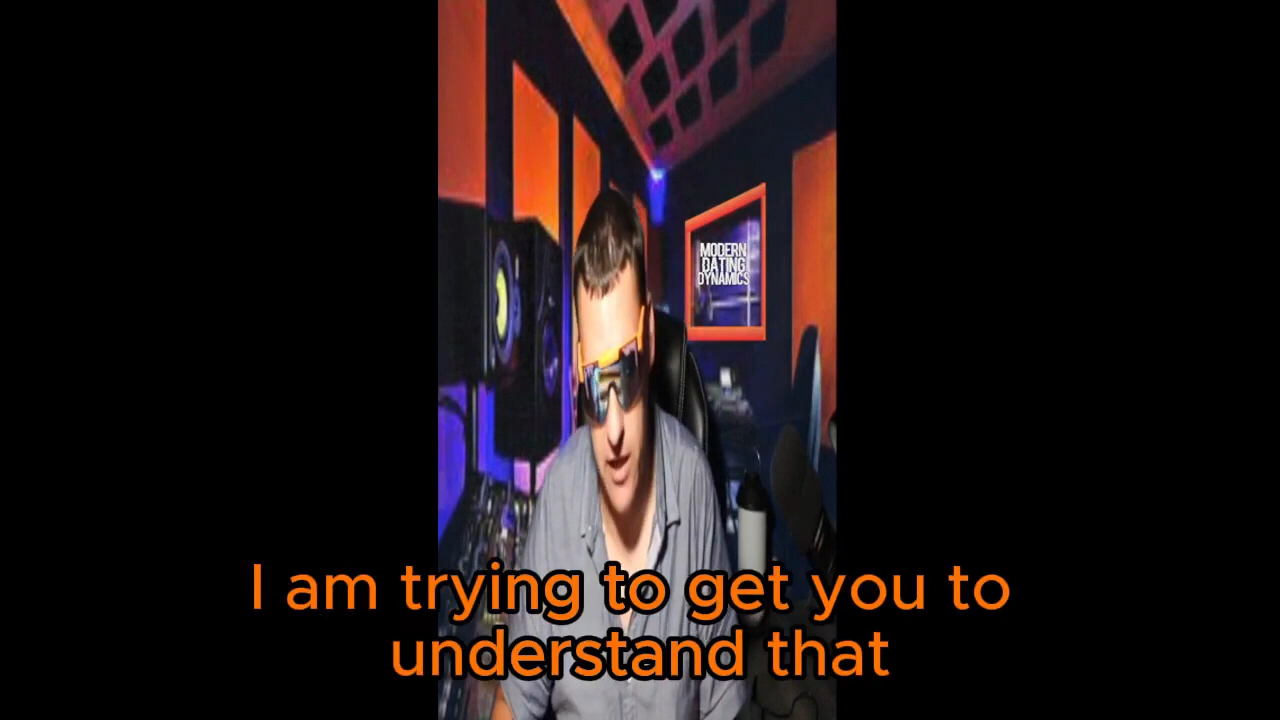 MODERN
DATING
DYNAMICS
I am trying to get you to
understand that